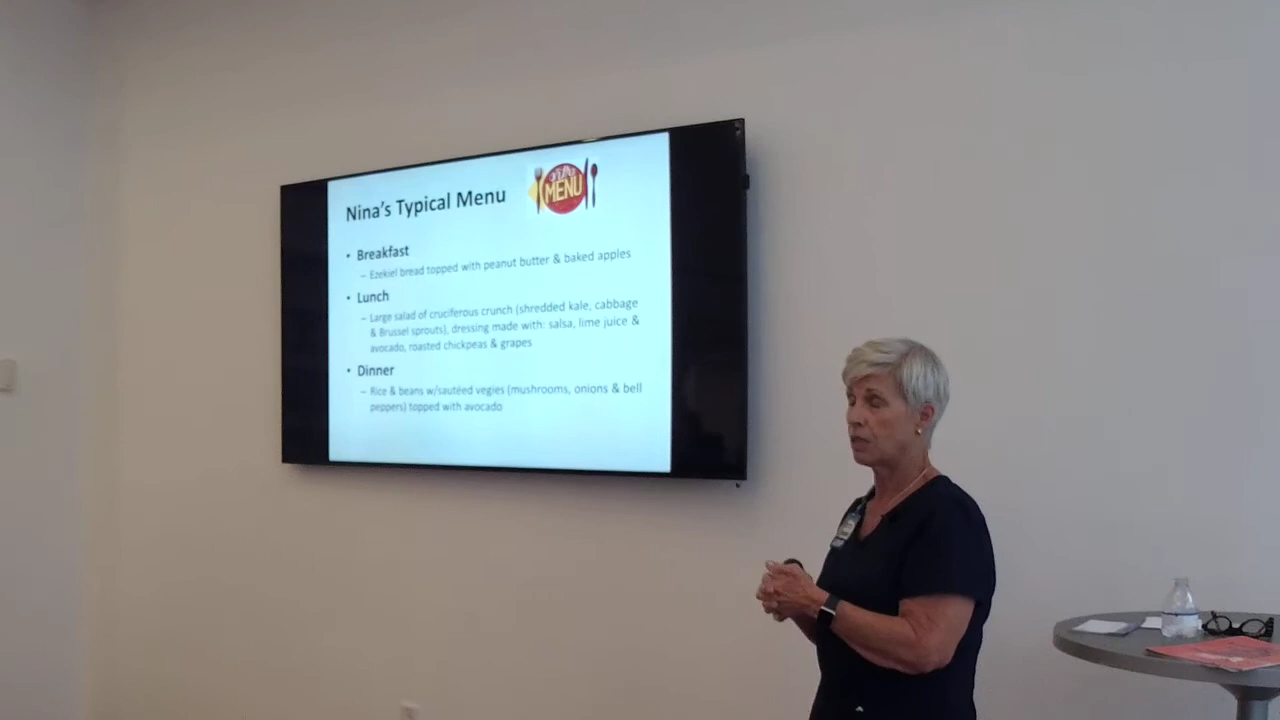 Nina's Typical Menu
MENU
• Breakfast
– Ezekiel bread topped with peanut butter & baked apples
• Lunch
– Large salad of cruciferous crunch (shredded kale, cabbage
& Brussel sprouts), dressing made with: salsa, lime juice &
avocado, roasted chickpeas & grapes
• Dinner
– Rice & beans w/sautéed vegies (mushrooms, onions & bell
peppers) topped with avocado